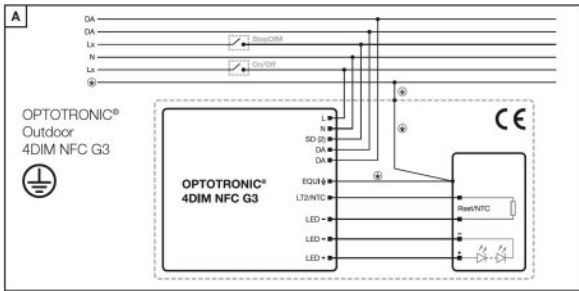 A
DA
DA
Lx
StepDIM
N
Lx
On/Off
OPTOTRONIC®
Outdoor
4DIM NFC G3
CE
L
N
SD (2)
DA
DA
EQUI
LT2/NTC
LED −
LED −
LED +
OPTOTRONIC®
4DIM NFC G3
Rset/NTC
−
+